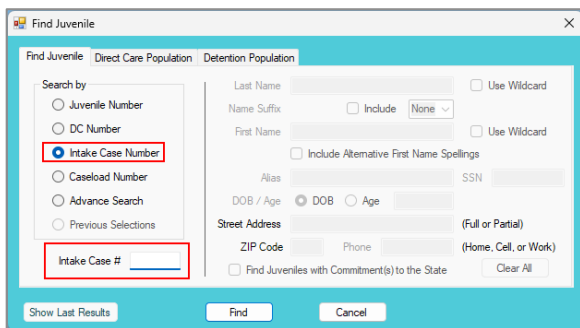 Find Juvenile
Find Juvenile Direct Care Population Detention Population
Search by
Juvenile Number
DC Number
Intake Case Number
Caseload Number
Advance Search
Previous Selections
Intake Case #
Last Name Use Wildcard
Name Suffix Include None
First Name Use Wildcard
Include Alternative First Name Spellings
Alias SSN
DOB / Age DOB Age
Street Address (Full or Partial)
ZIP Code Phone (Home, Cell, or Work)
Find Juveniles with Commitment(s) to the State Clear All
Show Last Results Find Cancel